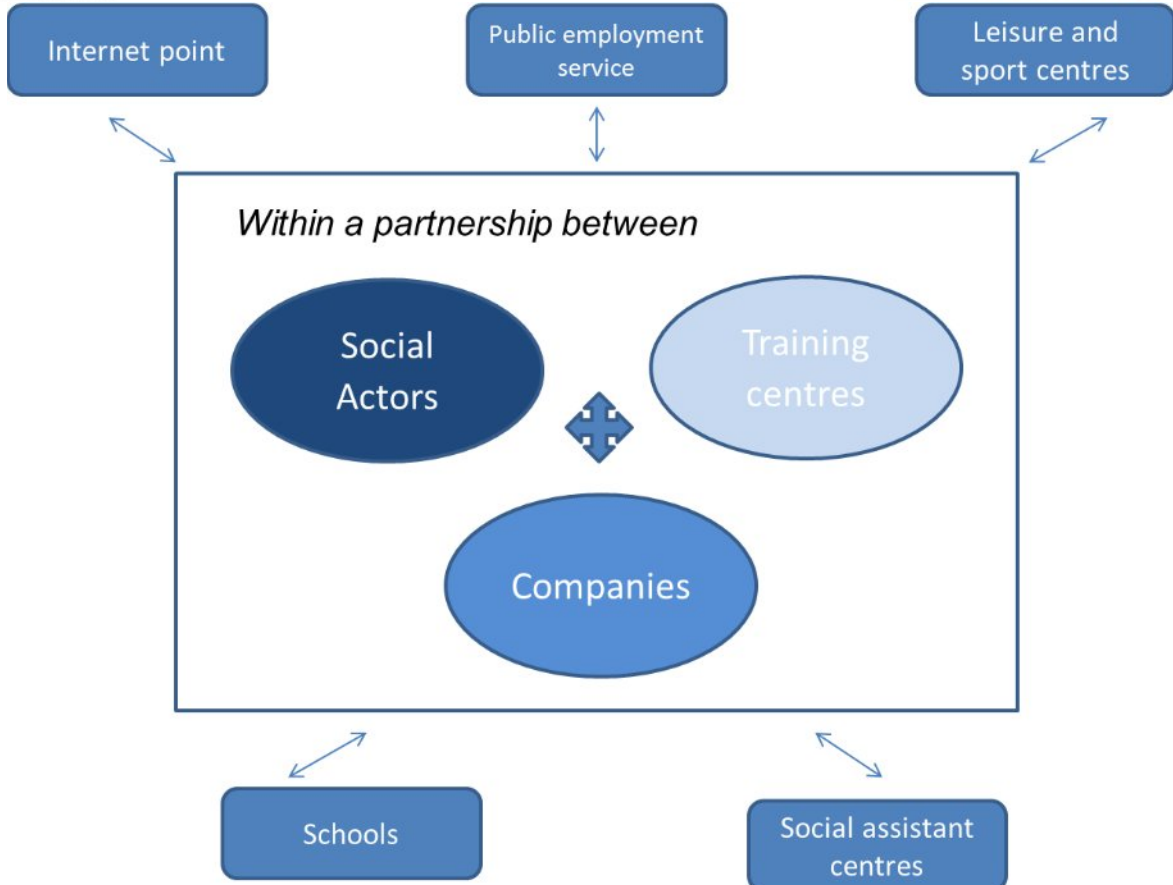 Internet point
Public employment
service
Leisure and
sport centres
Within a partnership between
Social
Actors
Training
centres
Companies
Schools
Social assistant
centres